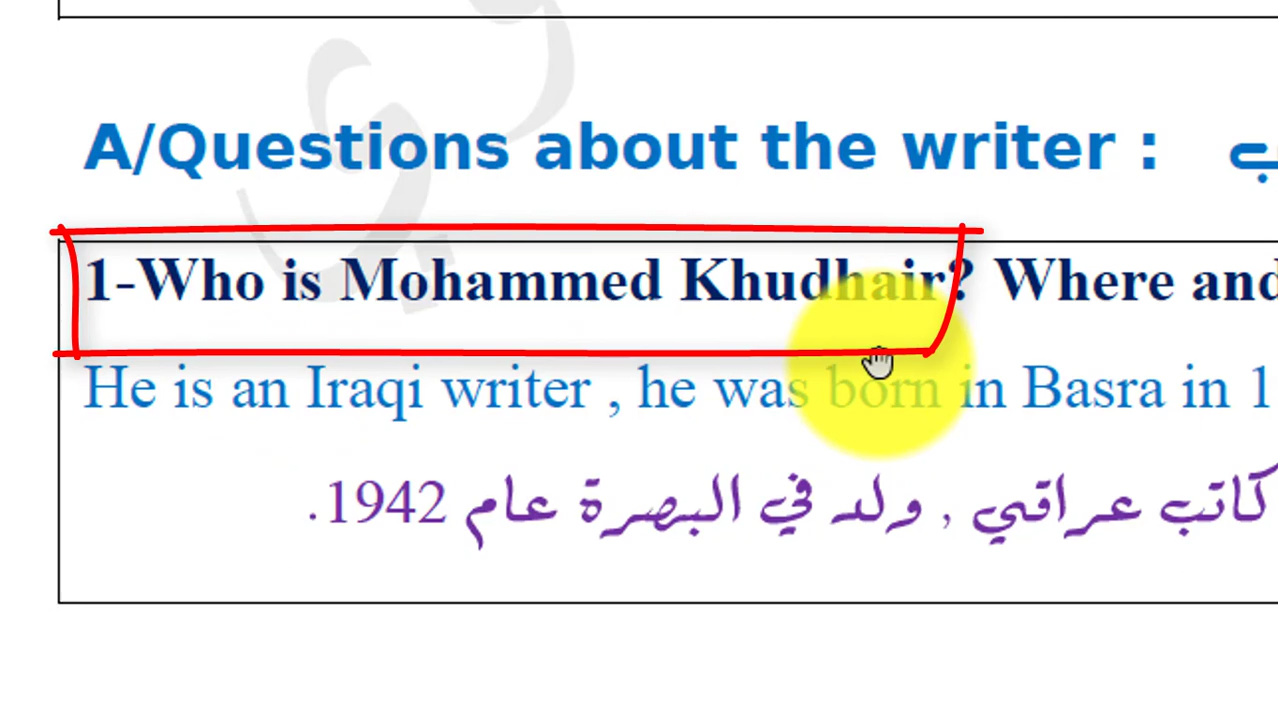 A/Questions about the writer :
1-Who is Mohammed Khudhair? Where and
He is an Iraqi writer , he was born in Basra in 1
كاتب عراقي , ولد في البصرة عام 1942.